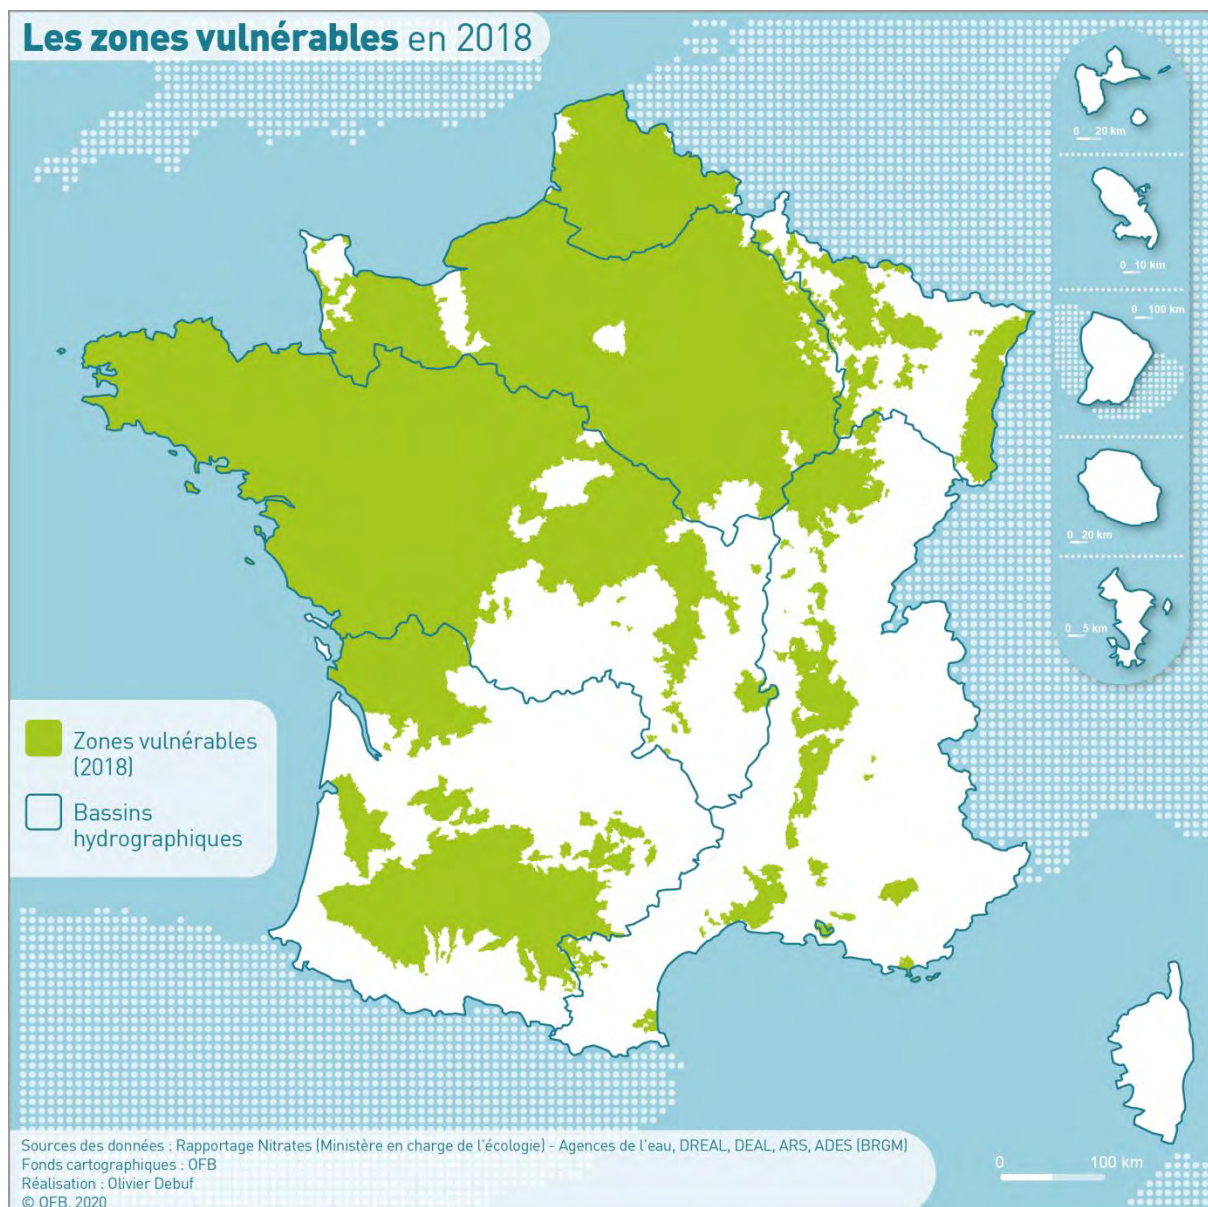 Les zones vulnérables en 2018
0 20 km
0 10 km
0 100 km
0 20 km
0 5 km
Zones vulnérables
(2018)
Bassins
hydrographiques
Sources des données : Rapportage Nitrates (Ministère en charge de l'écologie) - Agences de l'eau, DREAL, DEAL, ARS, ADES (BRGM)
Fonds cartographiques : OFB
Réalisation : Olivier Debuf
© OFB, 2020
0 100 km